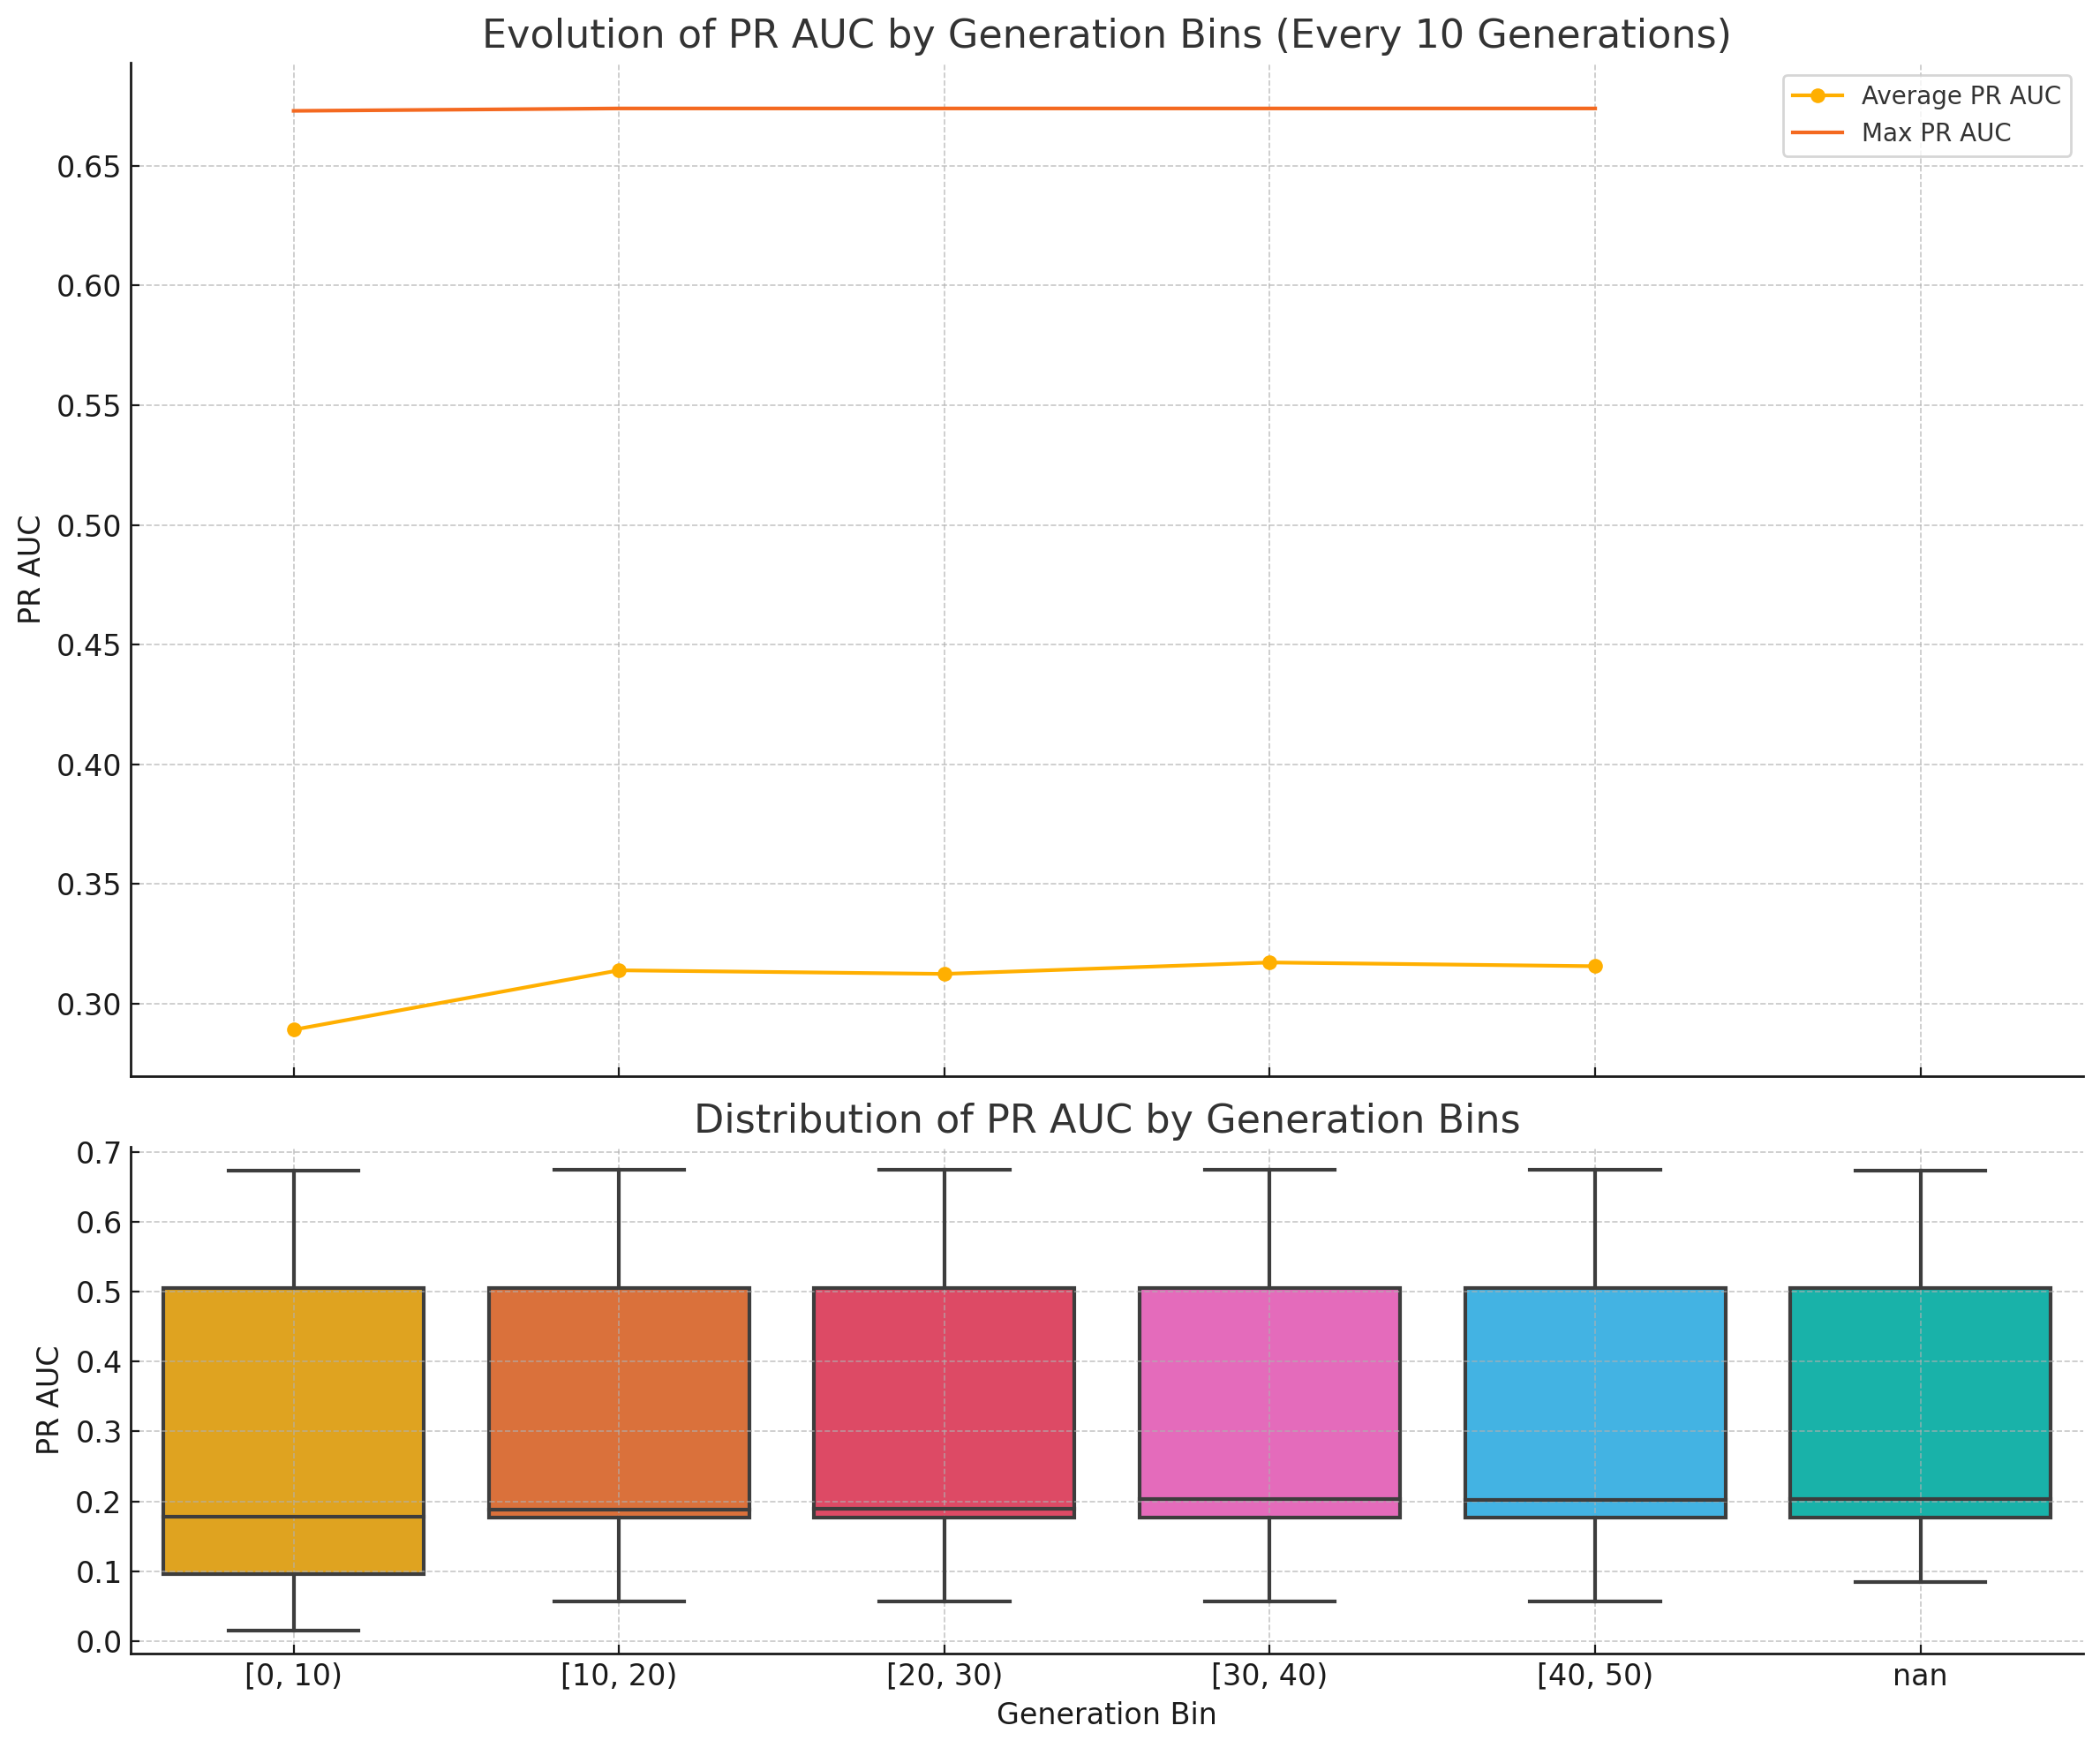 Evolution of PR AUC by Generation Bins (Every 10 Generations)
Average PR AUC
Max PR AUC
PR AUC
0.65
0.60
0.55
0.50
0.45
0.40
0.35
0.30
Distribution of PR AUC by Generation Bins
PR AUC
0.7
0.6
0.5
0.4
0.3
0.2
0.1
0.0
[0, 10) [10, 20) [20, 30) [30, 40) [40, 50) nan
Generation Bin